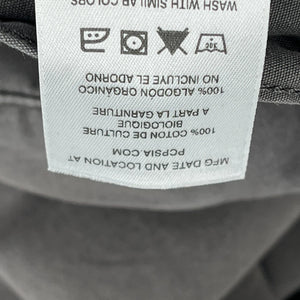 MFG DATE AND LOCATION AT
PCPSIA COM
100% COTON DE CULTURE
BIOLOGIQUE
A PART LA GARNITURE
100% ALGODÓN ORGÁNICO
NO INCLUYE EL ADORNO
WASH WITH SIMILAR COLORS